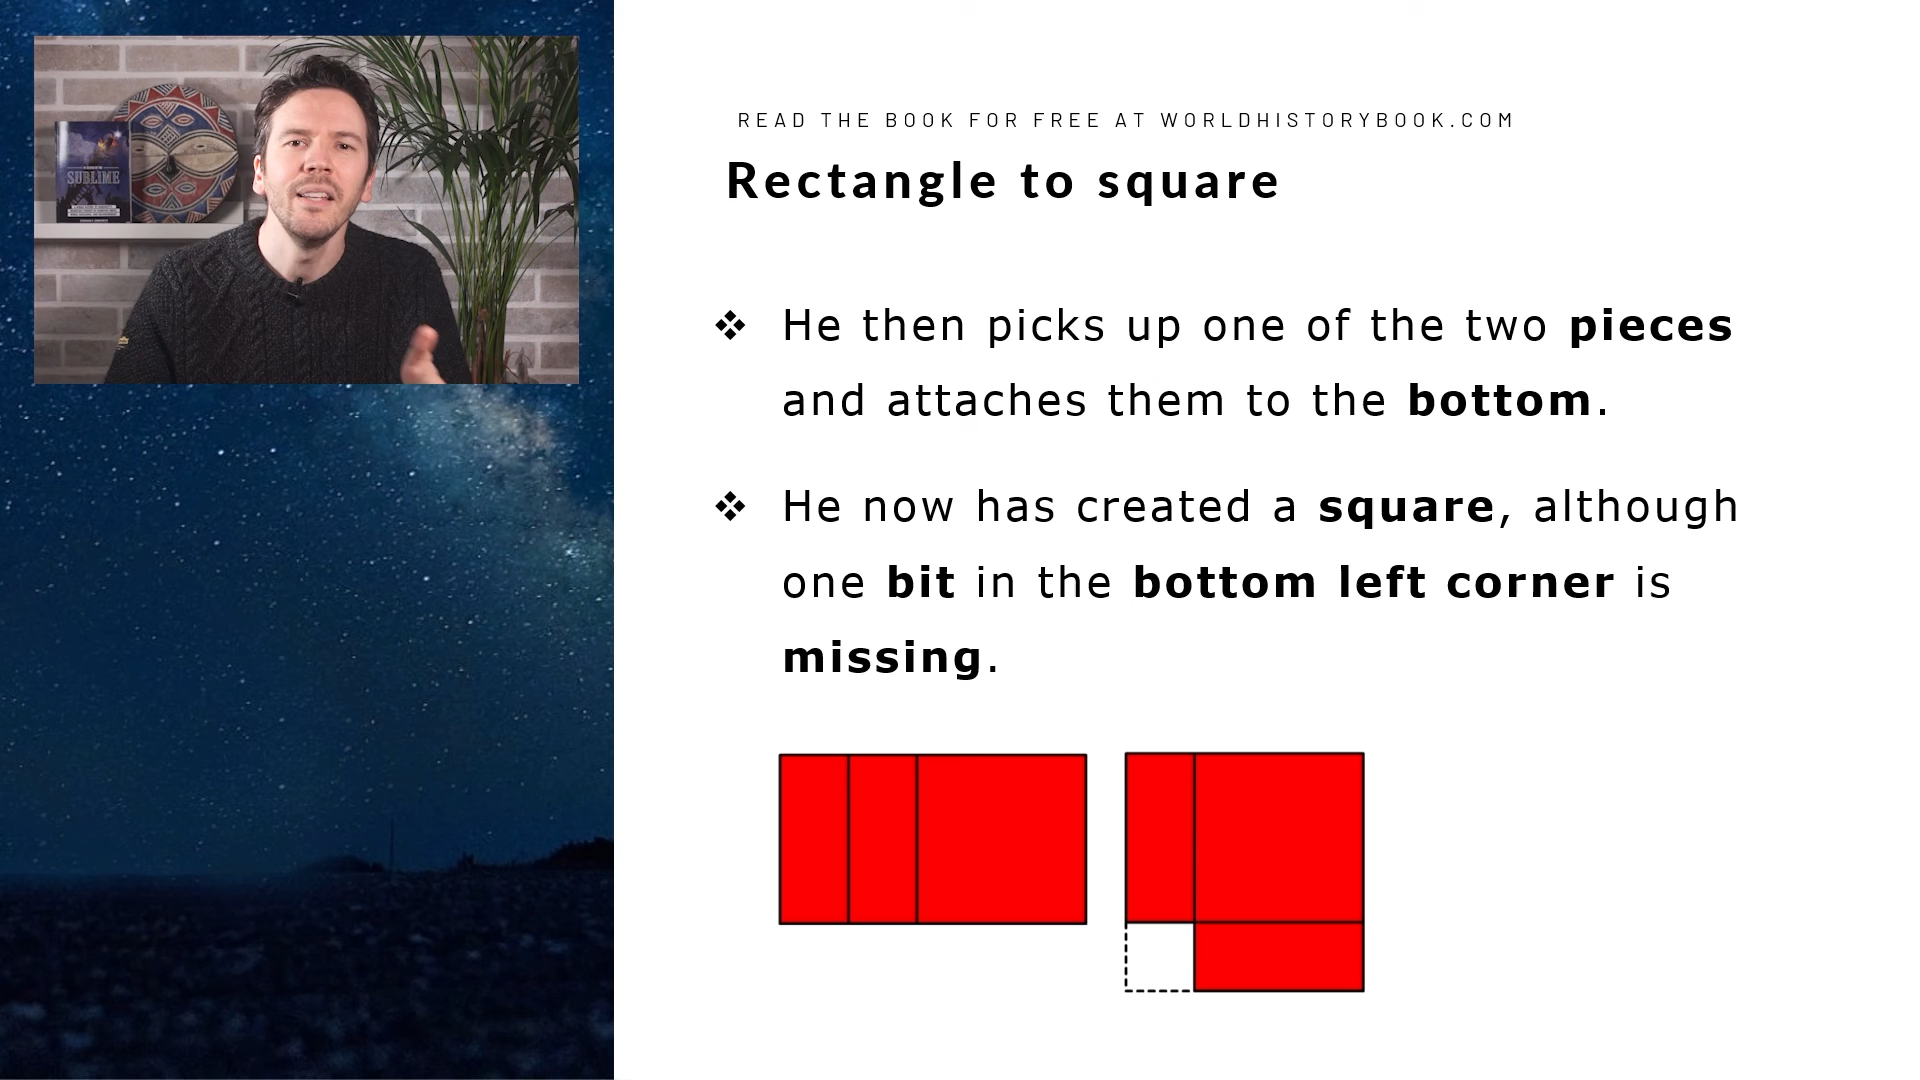 SUBLIME
READ THE BOOK FOR FREE AT WORLDHISTORYBOOK.COM
Rectangle to square
❖ He then picks up one of the two pieces
and attaches them to the bottom.
❖ He now has created a square, although
one bit in the bottom left corner is
missing.